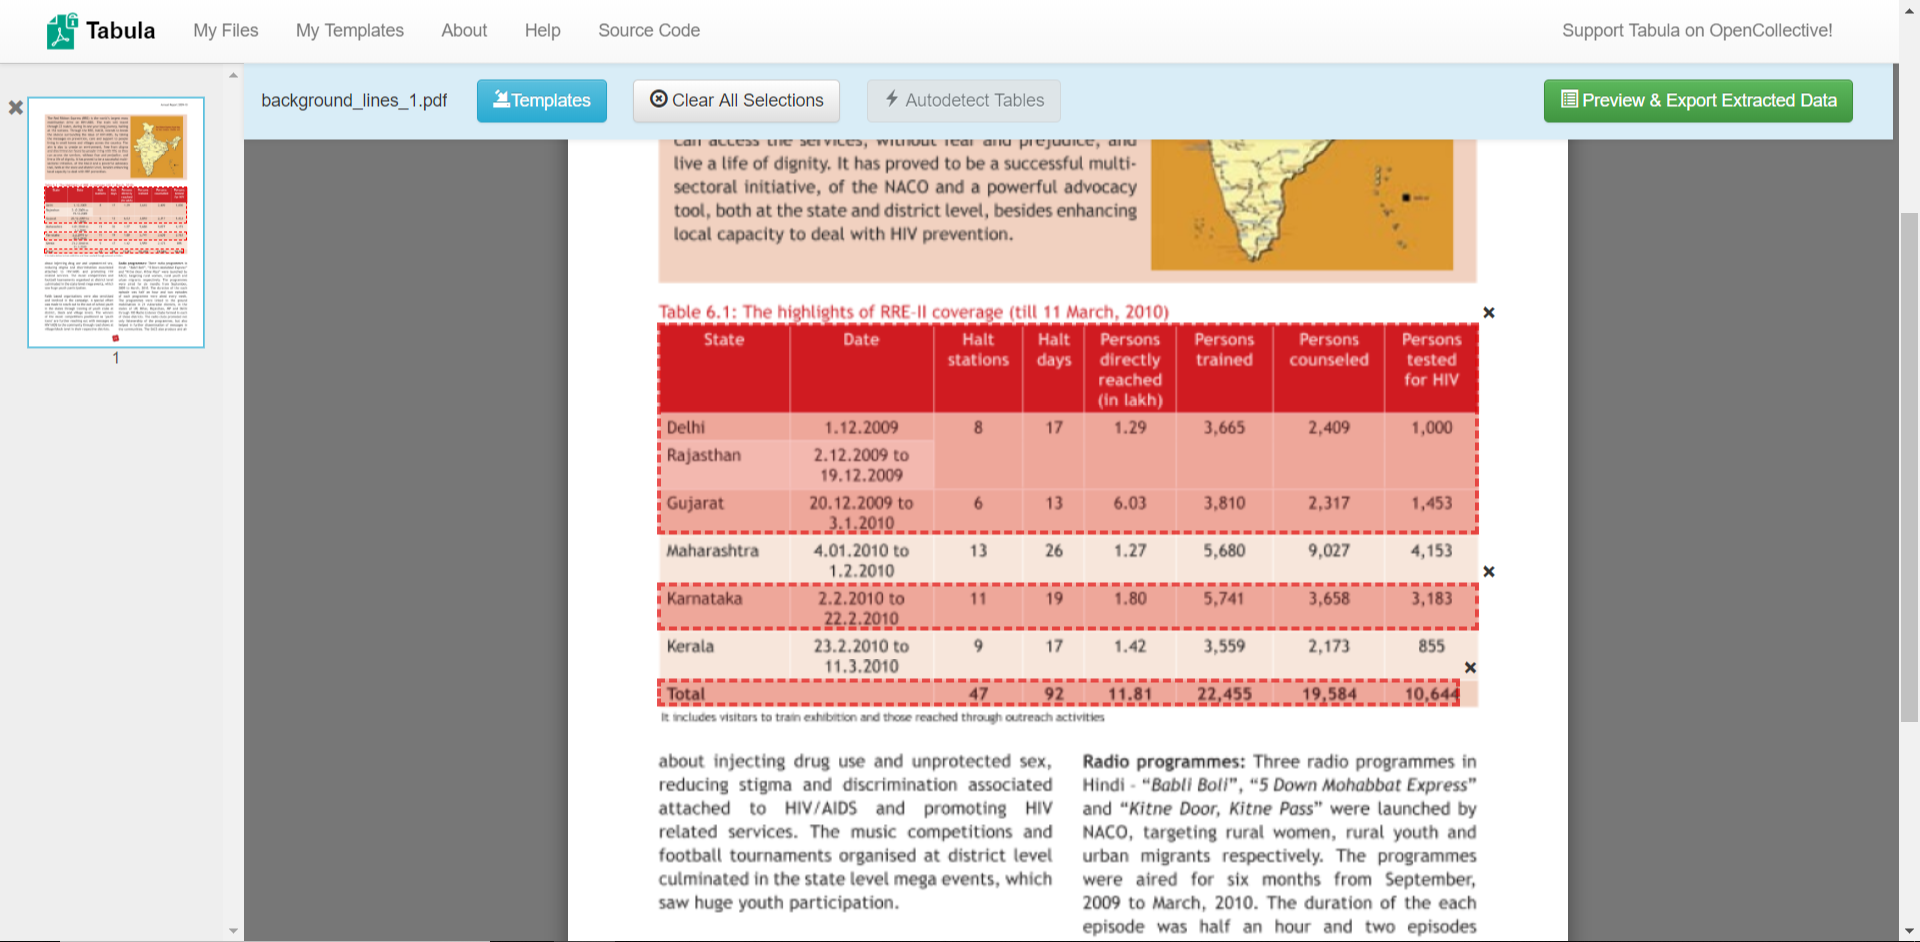 Tabula My Files My Templates About Help Source Code Support Tabula on OpenCollective!
background_lines_1.pdf Templates Clear All Selections Autodetect Tables Preview & Export Extracted Data
1
can access the services, without fear and prejudice, and
live a life of dignity. It has proved to be a successful multi-
sectoral initiative, of the NACO and a powerful advocacy
tool, both at the state and district level, besides enhancing
local capacity to deal with HIV prevention.
Table 6.1: The highlights of RRE-II coverage (till 11 March, 2010)
State Date Halt Halt Persons Persons Persons Persons
stations days directly trained counseled tested
reached for HIV
(in lakh)
Delhi 1.12.2009 8 17 1.29 3,665 2,409 1,000
Rajasthan 2.12.2009 to
19.12.2009
Gujarat 20.12.2009 to 6 13 6.03 3,810 2,317 1,453
3.1.2010
Maharashtra 4.01.2010 to 13 26 1.27 5,680 9,027 4,153
1.2.2010
Karnataka 2.2.2010 to 11 19 1.80 5,741 3,658 3,183
22.2.2010
Kerala 23.2.2010 to 9 17 1.42 3,559 2,173 855
11.3.2010
Total 47 92 11.81 22,455 19,584 10,644
It includes visitors to train exhibition and those reached through outreach activities
about injecting drug use and unprotected sex,
reducing stigma and discrimination associated
attached to HIV/AIDS and promoting HIV
related services. The music competitions and
football tournaments organised at district level
culminated in the state level mega events, which
saw huge youth participation.
Radio programmes: Three radio programmes in
Hindi - “Babli Boli”, “5 Down Mohabbat Express”
and “Kitne Door, Kitne Pass” were launched by
NACO, targeting rural women, rural youth and
urban migrants respectively. The programmes
were aired for six months from September,
2009 to March, 2010. The duration of the each
episode was half an hour and two episodes